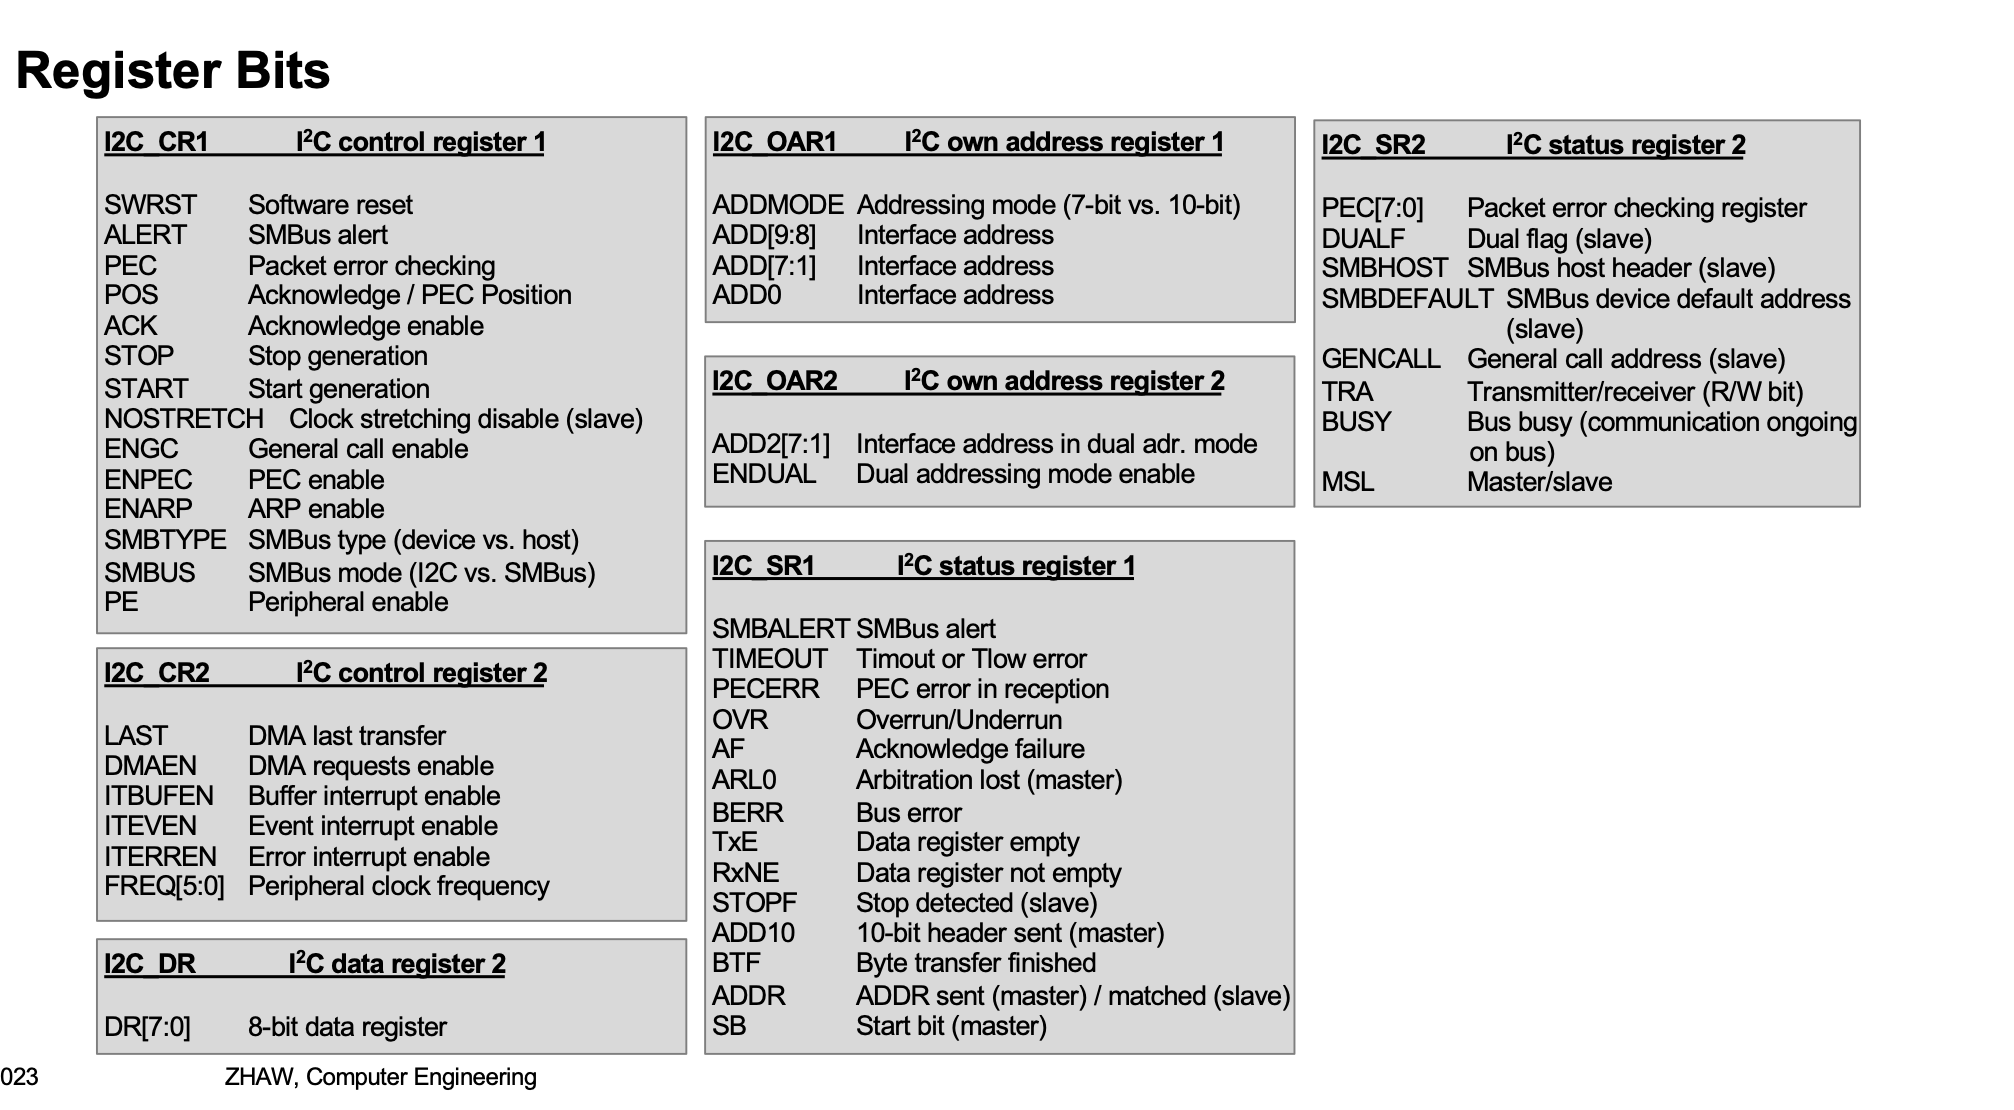 Register Bits
I2C_CR1 I²C control register 1
SWRST Software reset
ALERT SMBus alert
PEC Packet error checking
POS Acknowledge / PEC Position
ACK Acknowledge enable
STOP Stop generation
START Start generation
NOSTRETCH Clock stretching disable (slave)
ENGC General call enable
ENPEC PEC enable
ENARP ARP enable
SMBTYPE SMBus type (device vs. host)
SMBUS SMBus mode (I2C vs. SMBus)
PE Peripheral enable
I2C_CR2 I²C control register 2
LAST DMA last transfer
DMAEN DMA requests enable
ITBUFEN Buffer interrupt enable
ITEVEN Event interrupt enable
ITERREN Error interrupt enable
FREQ[5:0] Peripheral clock frequency
I2C_DR I²C data register 2
DR[7:0] 8-bit data register
I2C_OAR1 I²C own address register 1
ADDMODE Addressing mode (7-bit vs. 10-bit)
ADD[9:8] Interface address
ADD[7:1] Interface address
ADD0 Interface address
I2C_OAR2 I²C own address register 2
ADD2[7:1] Interface address in dual adr. mode
ENDUAL Dual addressing mode enable
I2C_SR1 I²C status register 1
SMBALERT SMBus alert
TIMEOUT Timout or Tlow error
PECERR PEC error in reception
OVR Overrun/Underrun
AF Acknowledge failure
ARL0 Arbitration lost (master)
BERR Bus error
TxE Data register empty
RxNE Data register not empty
STOPF Stop detected (slave)
ADD10 10-bit header sent (master)
BTF Byte transfer finished
ADDR ADDR sent (master) / matched (slave)
SB Start bit (master)
I2C_SR2 I²C status register 2
PEC[7:0] Packet error checking register
DUALF Dual flag (slave)
SMBHOST SMBus host header (slave)
SMBDEFAULT SMBus device default address
(slave)
GENCALL General call address (slave)
TRA Transmitter/receiver (R/W bit)
BUSY Bus busy (communication ongoing
on bus)
MSL Master/slave
023 ZHAW, Computer Engineering